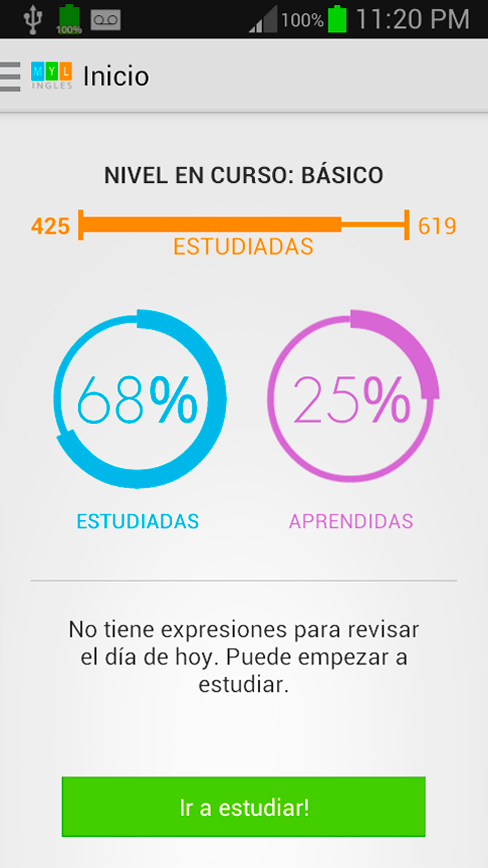 100% 100% 11:20 PM
MYL INGLES Inicio
NIVEL EN CURSO: BÁSICO
425 619
ESTUDIADAS
68% 25%
ESTUDIADAS APRENDIDAS
No tiene expresiones para revisar
el día de hoy. Puede empezar a
estudiar.
Ir a estudiar!